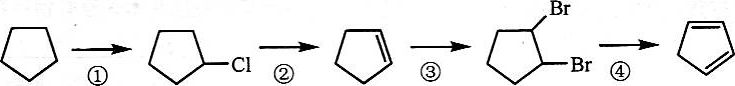 Br
Cl
Br
① ② ③ ④